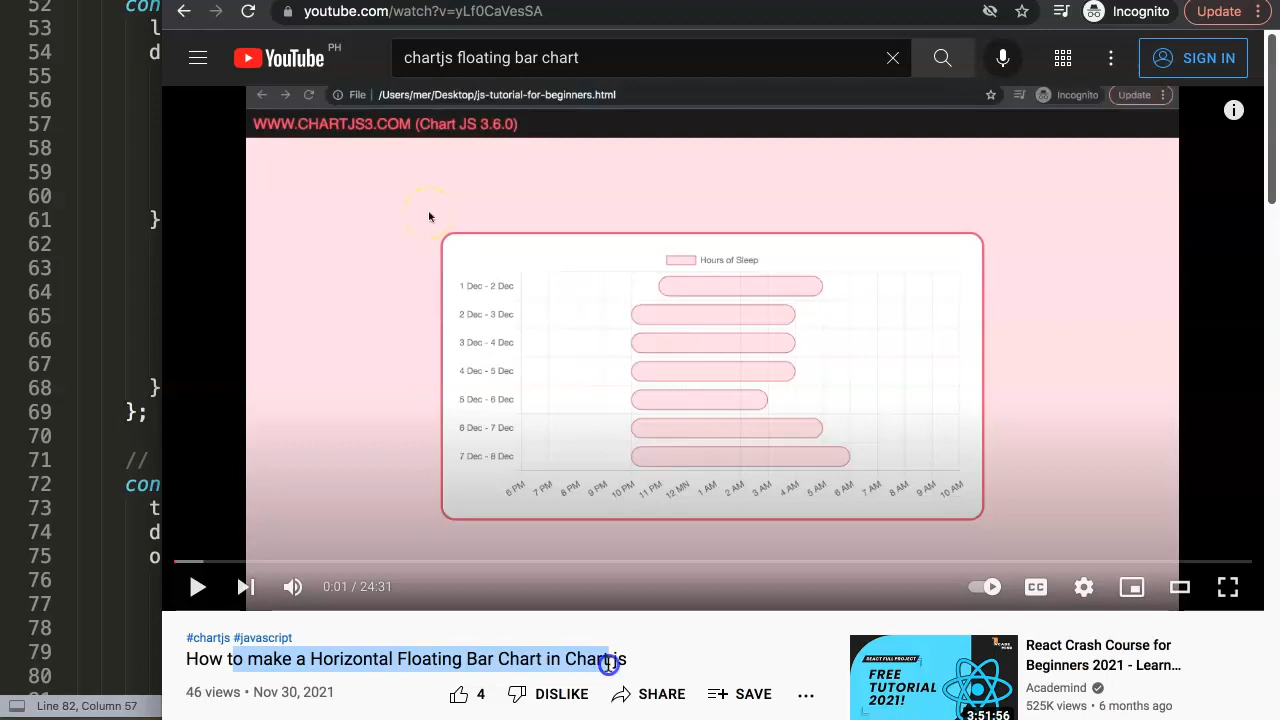 52 con
53 l
54 d
55
56
57
58
59
60
61 }
62
63
64
65
66
67
68 }
69 };
70
71 //
72 con
73 t
74 d
75 o
76
77
78
79
80
Line 82, Column 57
youtube.com/watch?v=yLf0CaVesSA
Incognito
Update
YouTube PH
chartjs floating bar chart
SIGN IN
File /Users/mer/Desktop/js-tutorial-for-beginners.html
Incognito
Update
WWW.CHARTJS3.COM (Chart JS 3.6.0)
Hours of Sleep
1 Dec - 2 Dec
2 Dec - 3 Dec
3 Dec - 4 Dec
4 Dec - 5 Dec
5 Dec - 6 Dec
6 Dec - 7 Dec
7 Dec - 8 Dec
6 PM 7 PM 8 PM 9 PM 10 PM 11 PM 12 MN 1 AM 2 AM 3 AM 4 AM 5 AM 6 AM 7 AM 8 AM 9 AM 10 AM
0:01 / 24:31
CC
#chartjs #javascript
How to make a Horizontal Floating Bar Chart in Chart js
46 views • Nov 30, 2021
4
DISLIKE
SHARE
SAVE
REACT FULL PROJECT
FREE
TUTORIAL
2021!
3:51:56
React Crash Course for
Beginners 2021 - Learn...
Academind
525K views • 6 months ago